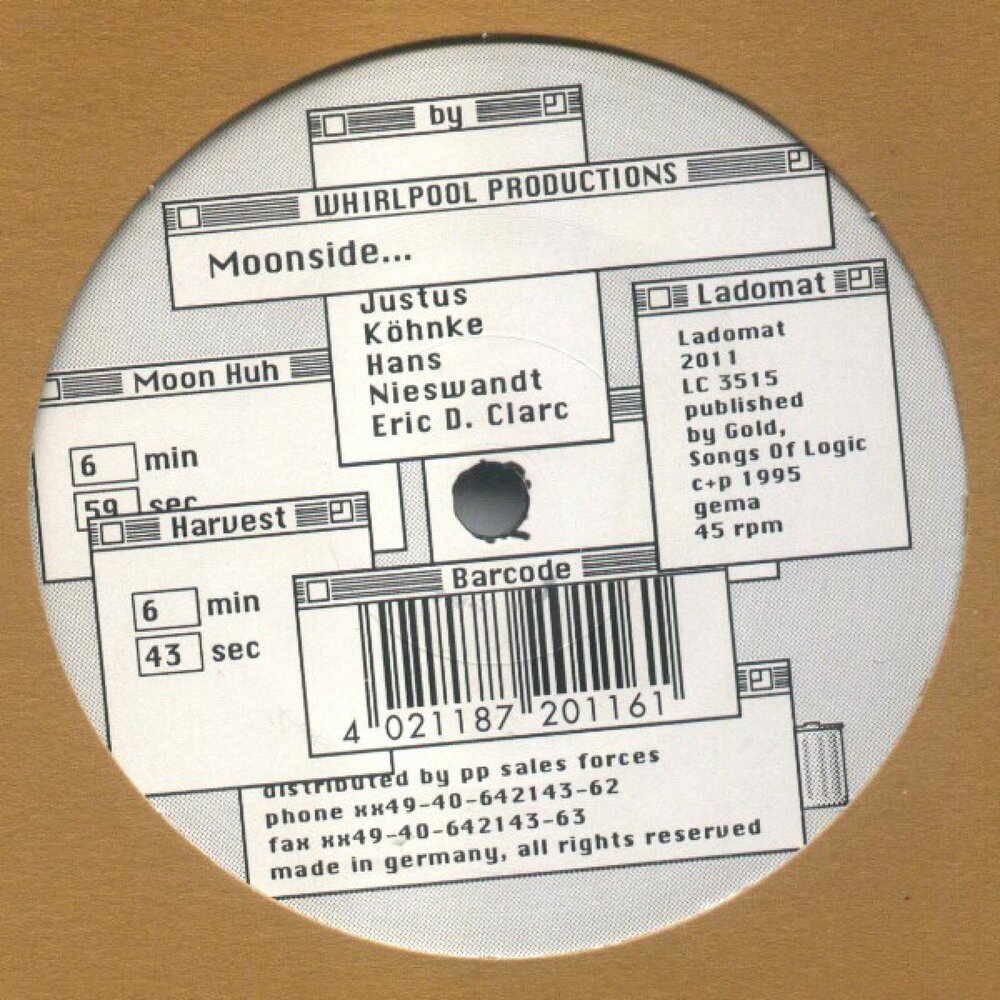 by
WHIRLPOOL PRODUCTIONS
Moonside...
Justus
Köhnke
Hans
Nieswandt
Eric D. Clarc
Ladomat
Ladomat
2011
LC 3515
published
by Gold,
Songs Of Logic
c+p 1995
gema
45 rpm
Moon Huh
6 min
59 sec
Harvest
6 min
43 sec
Barcode
4 021187 201161
distributed by pp sales forces
phone xx49-40-642143-62
fax xx49-40-642143-63
made in germany, all rights reserved